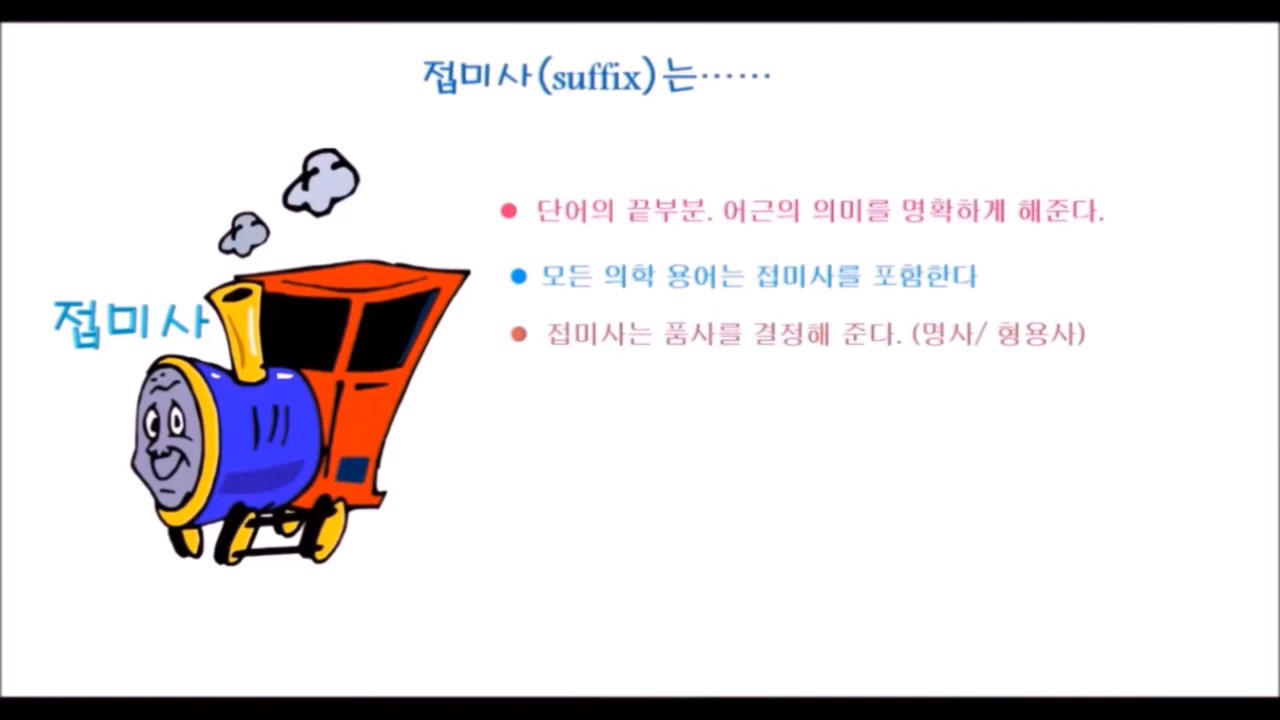 접미사(suffix)는……
단어의 끝부분. 어근의 의미를 명확하게 해준다.
접미사
모든 의학 용어는 접미사를 포함한다
접미사는 품사를 결정해 준다. (명사/ 형용사)